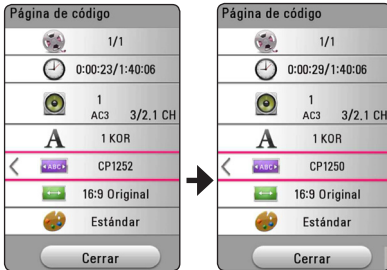 Página de código
1/1
0:00:23/1:40:06
1
AC3 3/2.1 CH
A 1 KOR
ABC CP1252
16:9 Original
Estándar
Cerrar
Página de código
1/1
0:00:29/1:40:06
1
AC3 3/2.1 CH
A 1 KOR
ABC CP1250
16:9 Original
Estándar
Cerrar